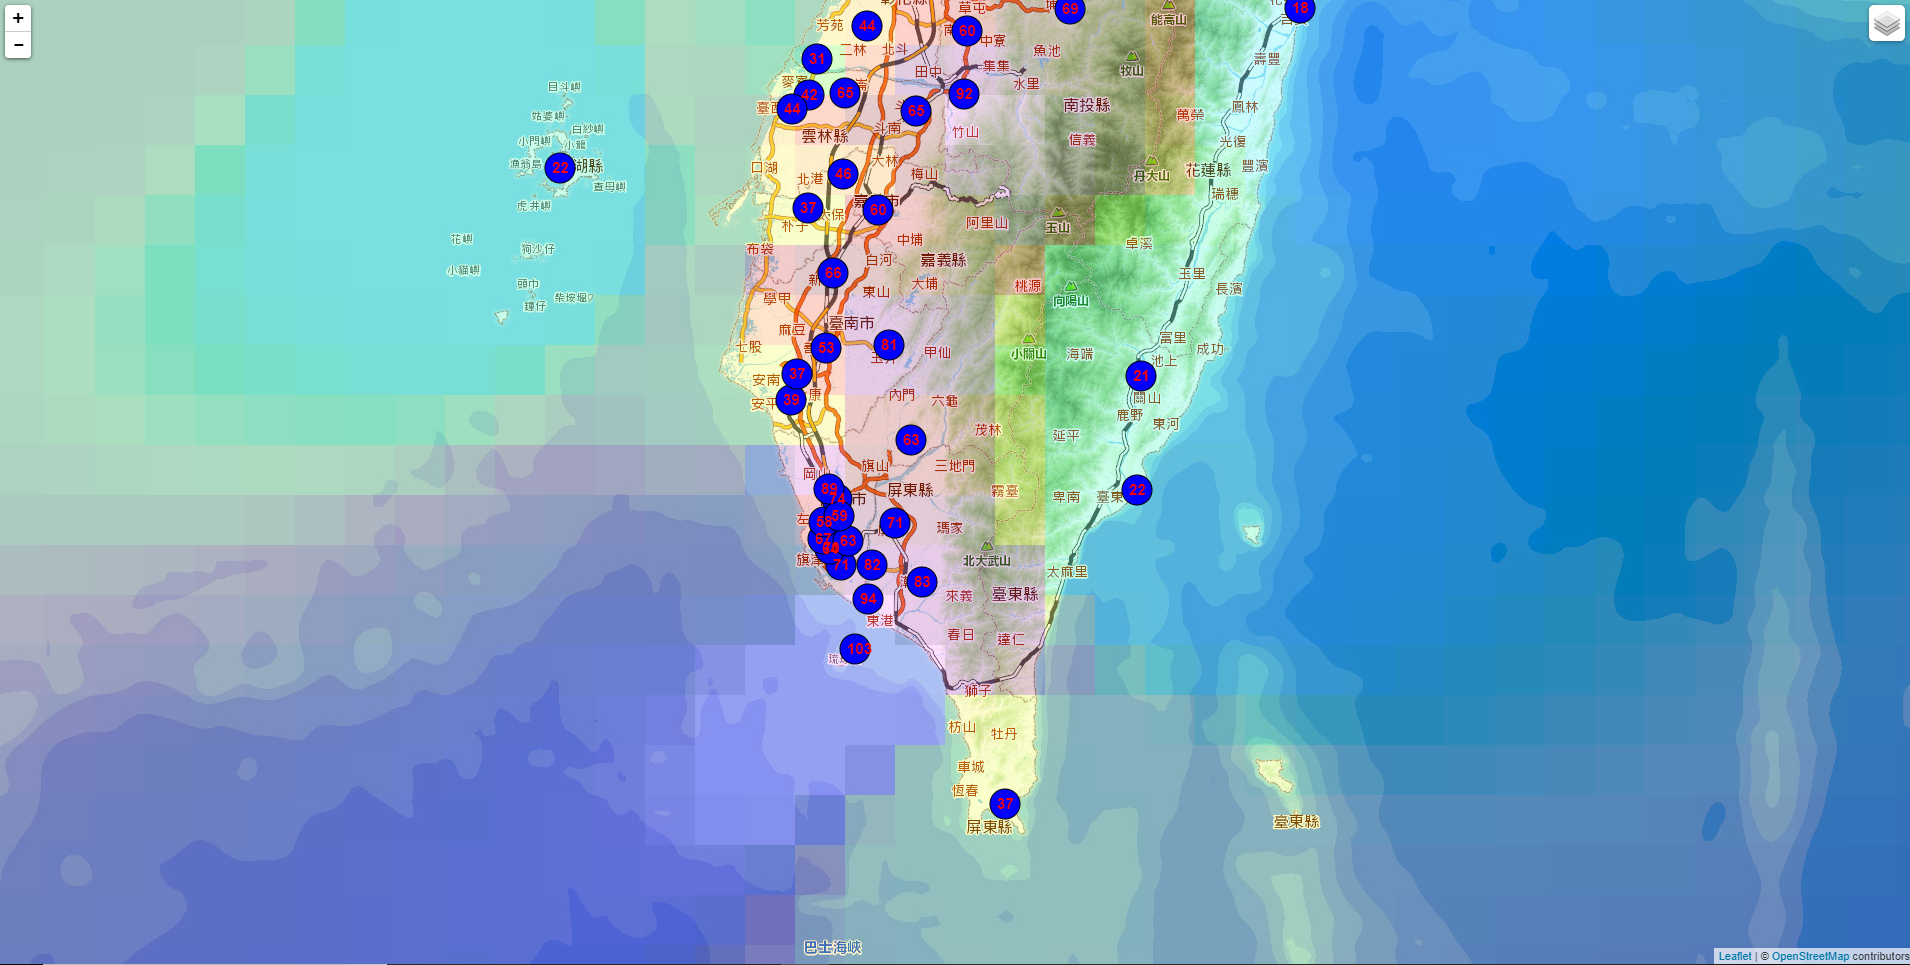 +
−
芳苑
44
草屯
69
能高山
18
60
中寮
壽豐
31
二林
北斗
魚池
牧山
田中
集集
水里
42
65
92
44
65
南投縣
鳳林
萬榮
目斗嶼
姑婆嶼
白紗嶼
小門嶼
小龍
漁翁島
22
湖縣
查母嶼
虎井嶼
花嶼
狗沙仔
小貓嶼
頭巾
鐘仔
雲林縣
斗南
竹山
信義
光復
口湖
大林
46
北港
梅山
丹大山
花蓮縣
豐濱
瑞穗
37
60
朴子
阿里山
玉山
卓溪
中埔
布袋
白河
嘉義縣
66
玉里
東山
大埔
桃源
向陽山
長濱
學甲
麻豆
臺南市
富里
七股
53
81
甲仙
小關山
海端
成功
池上
37
安南
21
39
安平
康
內門
六龜
關山
鹿野
東河
茂林
延平
63
旗山
三地門
岡山
89
74
市
屏東縣
霧臺
卑南
臺東
22
59
58
71
瑪家
67
63
北大武山
旗津
71
82
太麻里
83
94
來義
臺東縣
東港
春日
達仁
103
獅子
枋山
牡丹
車城
恆春
37
屏東縣
臺東縣
巴士海峽
Leaflet | © OpenStreetMap contributors